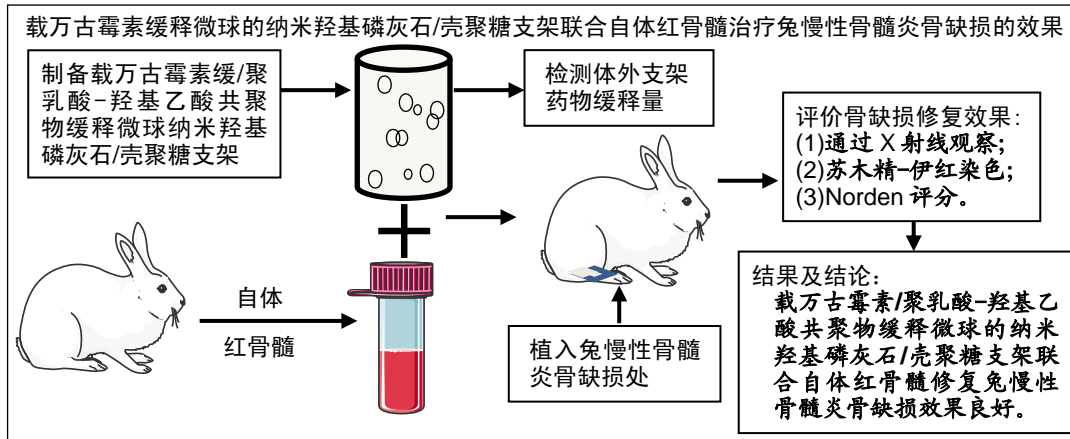 载万古霉素缓释微球的纳米羟基磷灰石/壳聚糖支架联合自体红骨髓治疗兔慢性骨髓炎骨缺损的效果
制备载万古霉素缓/聚
乳酸-羟基乙酸共聚
物缓释微球纳米羟基
磷灰石/壳聚糖支架
检测体外支架
药物缓释量
评价骨缺损修复效果:
(1)通过 X 射线观察;
(2)苏木精-伊红染色;
(3)Norden 评分。
自体
红骨髓
植入兔慢性骨髓
炎骨缺损处
结果及结论:
载万古霉素/聚乳酸-羟基乙
酸共聚物缓释微球的纳米
羟基磷灰石/壳聚糖支架联
合自体红骨髓修复兔慢性
骨髓炎骨缺损效果良好。